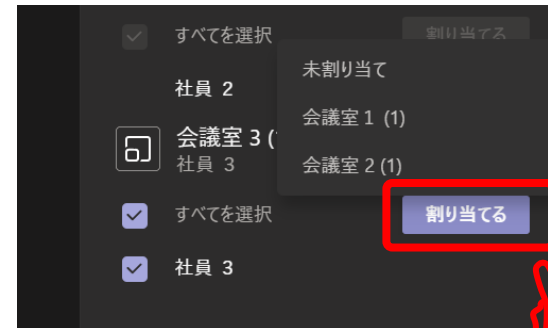 すべてを選択 割り当てる
未割り当て
社員 2
会議室 1 (1)
会議室 3 (
社員 3
会議室 2 (1)
すべてを選択 割り当てる
社員 3